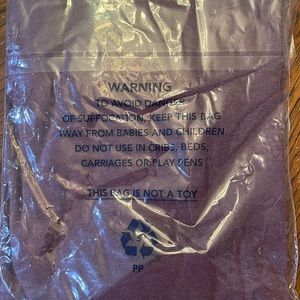 WARNING
TO AVOID DANGER
OF SUFFOCATION, KEEP THIS BAG
AWAY FROM BABIES AND CHILDREN.
DO NOT USE IN CRIBS, BEDS,
CARRIAGES OR PLAY PENS
THIS BAG IS NOT A TOY
PP